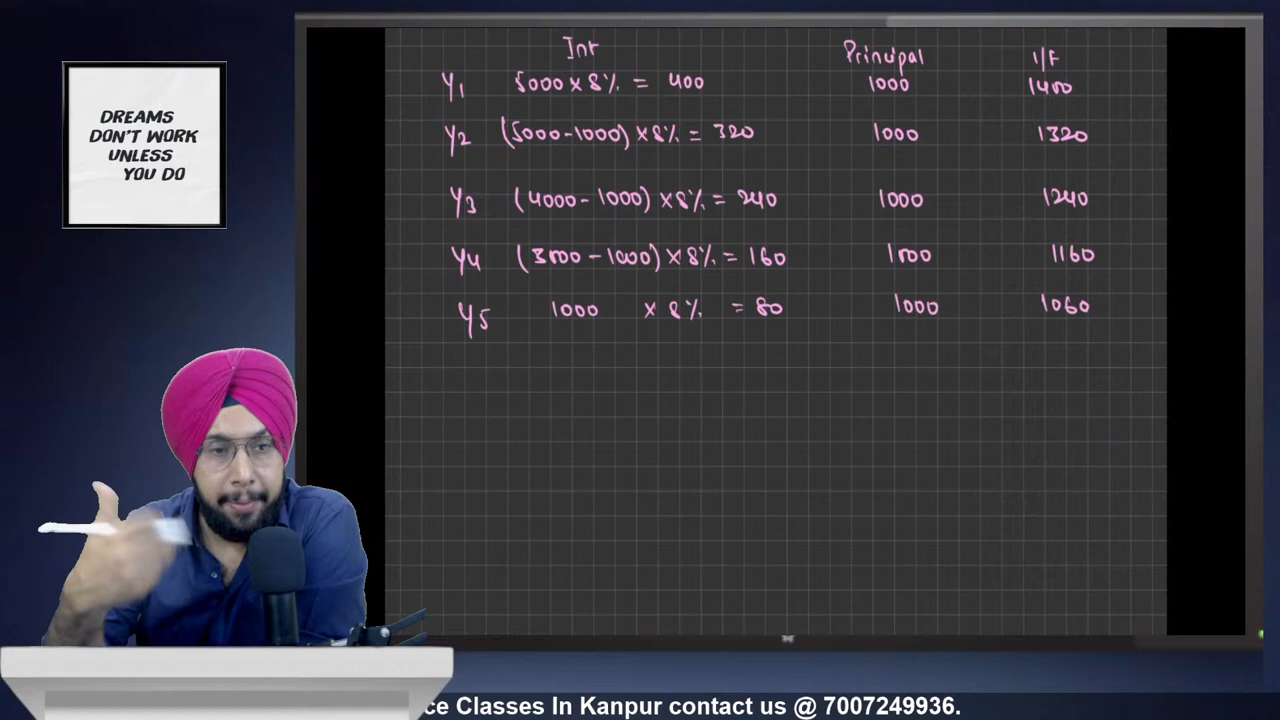 DREAMS
DON'T WORK
UNLESS
YOU DO
Int Principal I/F
Y1 5000 × 8% = 400 1000 1400
Y2 (5000-1000) × 8% = 320 1000 1320
Y3 (4000-1000) × 8% = 240 1000 1240
Y4 (3000-1000) × 8% = 160 1000 1160
Y5 1000 × 8% = 80 1000 1060
ce Classes In Kanpur contact us @ 7007249936.